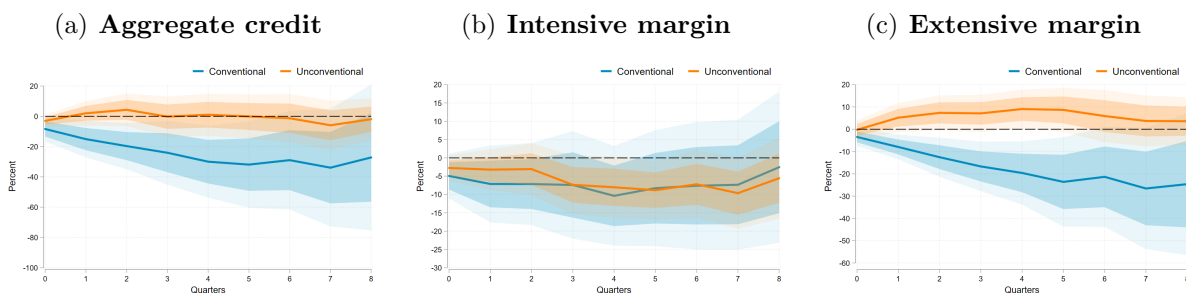 (a) Aggregate credit
Conventional Unconventional
20
0
-20
-40
-60
-80
-100
Percent
0 1 2 3 4 5 6 7 8
Quarters
(b) Intensive margin
Conventional Unconventional
20
15
10
5
0
-5
-10
-15
-20
-25
-30
Percent
0 1 2 3 4 5 6 7 8
Quarters
(c) Extensive margin
Conventional Unconventional
20
10
0
-10
-20
-30
-40
-50
-60
Percent
0 1 2 3 4 5 6 7 8
Quarters